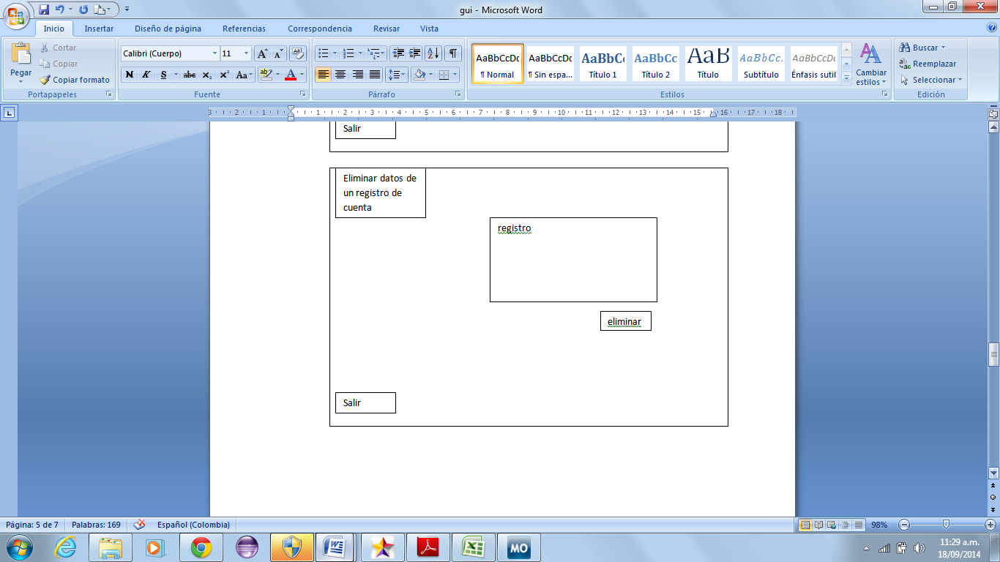 gui - Microsoft Word
Inicio Insertar Diseño de página Referencias Correspondencia Revisar Vista
Pegar
Cortar
Copiar
Copiar formato
Portapapeles
Calibri (Cuerpo) 11
N K S abc x₂ x² Aa
Fuente
Párrafo
AaBbCcDc AaBbCcDc AaBbCc AaBbCc AaB AaBbCc. AaBbCcDc
¶ Normal ¶ Sin espa... Título 1 Título 2 Título Subtítulo Énfasis sutil
Cambiar
estilos
Estilos
Buscar
Reemplazar
Seleccionar
Edición
3 2 1 1 2 3 4 5 6 7 8 9 10 11 12 13 14 15 16 17 18
Salir
Eliminar datos de
un registro de
cuenta
registro
eliminar
Salir
Página: 5 de 7 Palabras: 169 Español (Colombia) 98%
MO
11:29 a.m.
18/09/2014